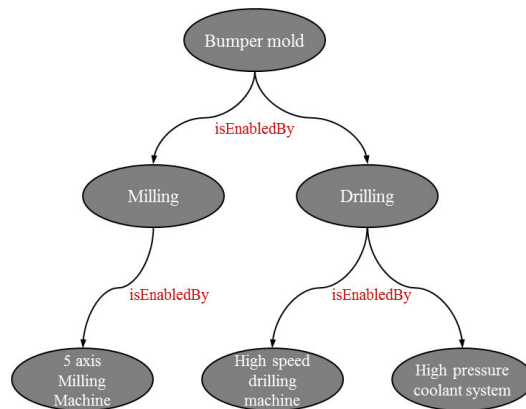 Bumper mold
isEnabledBy
Milling
Drilling
isEnabledBy
isEnabledBy
5 axis
Milling
Machine
High speed
drilling
machine
High pressure
coolant system